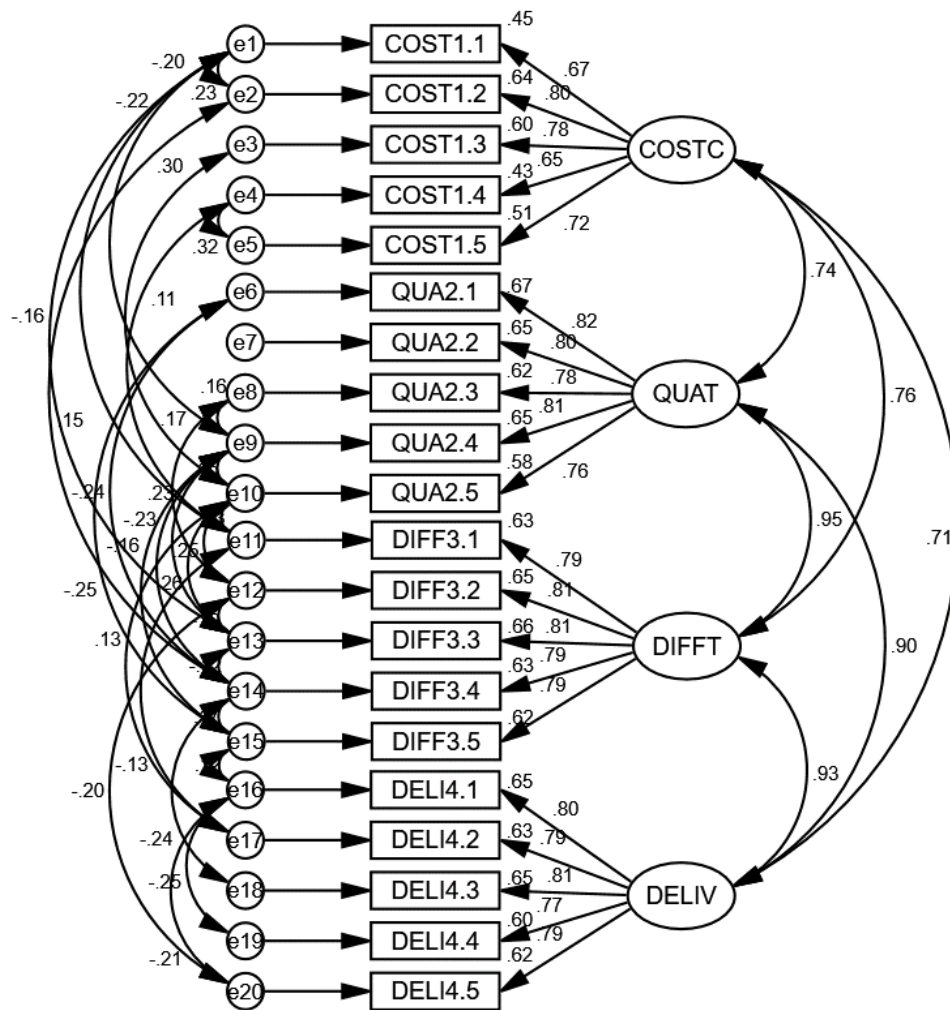 .45
e1 COST1.1
-.20 .67
.64
-.22 .23 e2 COST1.2 .80
.60 .78
e3 COST1.3 COSTC
.30 .65
.43
e4 COST1.4
.51 .72
.32 e5 COST1.5
.74
e6 QUA2.1 .67
.11
-.16 .82
e7 QUA2.2 .65 .80
.62
.16 e8 QUA2.3 .78 QUAT .76
.81
.15 .17 e9 QUA2.4 .65
.58 .76
-.24 .23 e10 QUA2.5
-.23 .63 .95
-.16 .25 e11 DIFF3.1 .71
.79
-.25 .26 e12 DIFF3.2 .65 .81
.13 e13 DIFF3.3 .66 .81 DIFFT .90
.79
e14 DIFF3.4 .63 .79
.62
e15 DIFF3.5
-.13 .93
-.20 e16 DELI4.1 .65
.80
-.24 e17 DELI4.2 .63 .79
.81
-.25 e18 DELI4.3 .65 DELIV
.77
.60
e19 DELI4.4 .79
-.21 .62
e20 DELI4.5